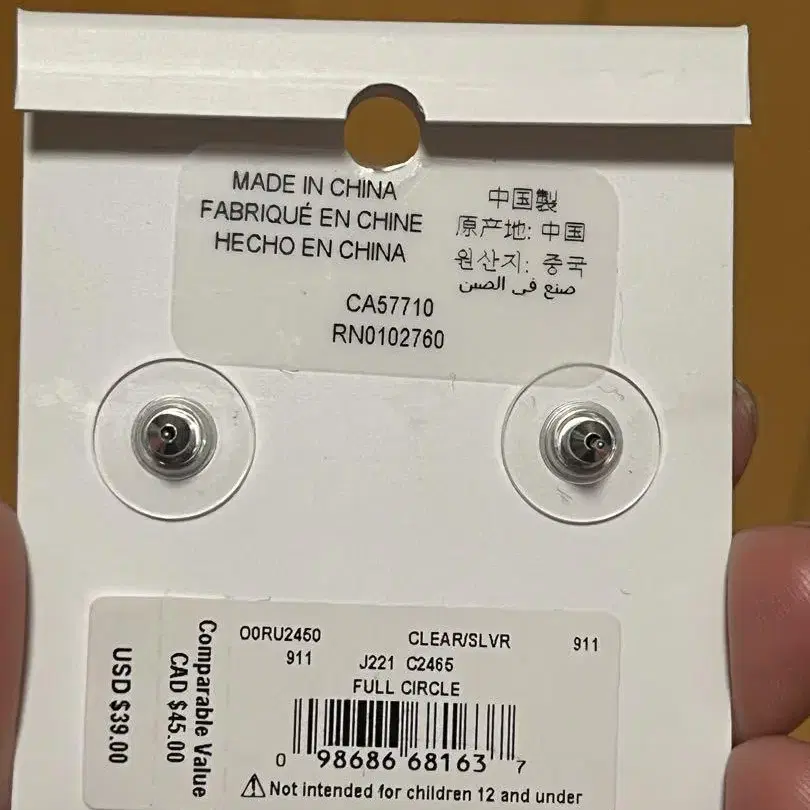 MADE IN CHINA
FABRIQUÉ EN CHINE
HECHO EN CHINA
中国製
原产地: 中国
원산지: 중국
صنع في الصين
CA57710
RN0102760
OORU2450 CLEAR/SLVR 911
911 J221 C2465
FULL CIRCLE
0 98686 68163 7
⚠Not intended for children 12 and under
Comparable Value
CAD $45.00
USD $39.00